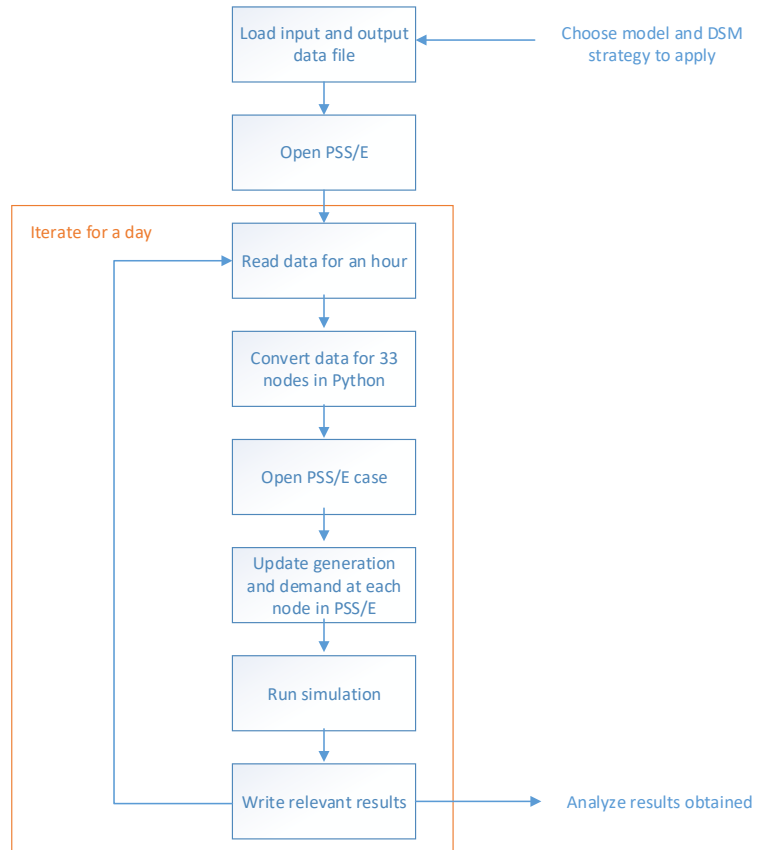 Load input and output
data file
Choose model and DSM
strategy to apply
Open PSS/E
Iterate for a day
Read data for an hour
Convert data for 33
nodes in Python
Open PSS/E case
Update generation
and demand at each
node in PSS/E
Run simulation
Write relevant results
Analyze results obtained